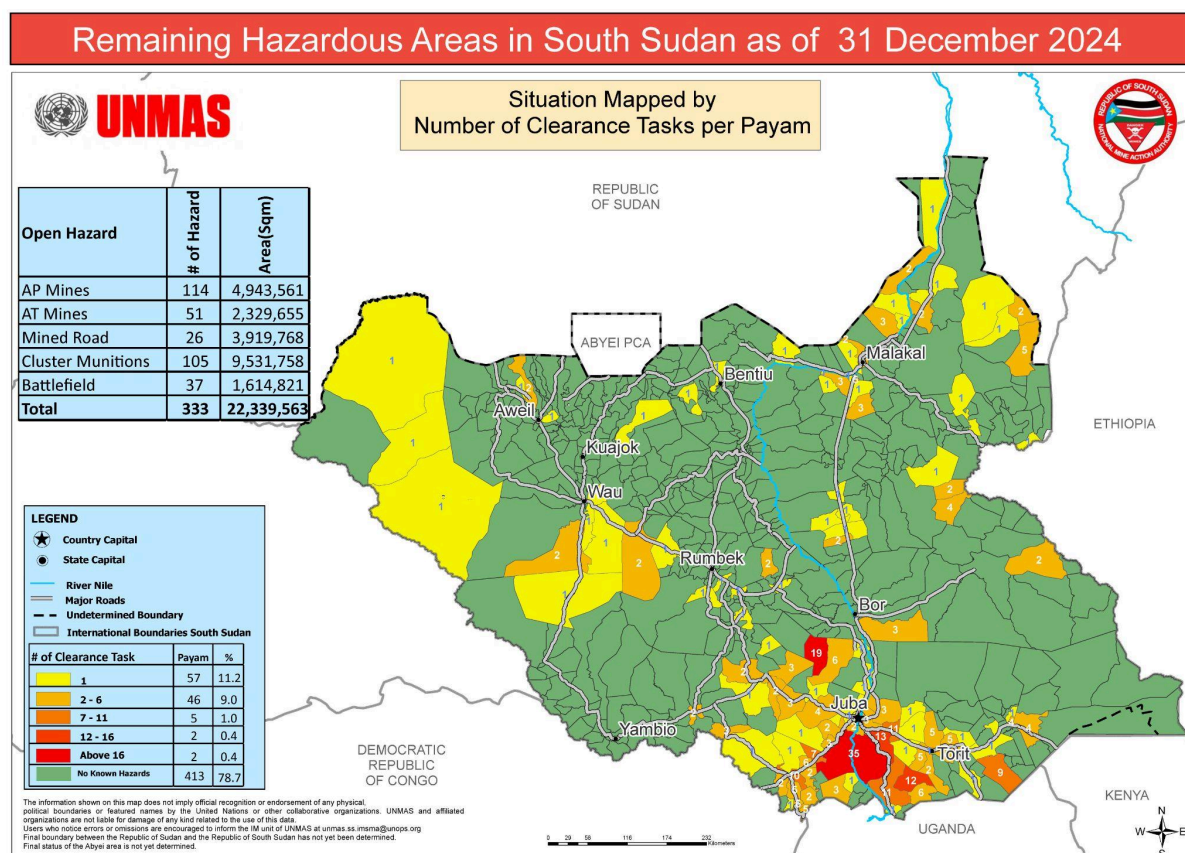 Remaining Hazardous Areas in South Sudan as of 31 December 2024
UNMAS
Situation Mapped by
Number of Clearance Tasks per Payam
REPUBLIC OF SOUTH SUDAN
NATIONAL MINE ACTION AUTHORITY
Open Hazard # of Hazard Area(Sqm)
AP Mines 114 4,943,561
AT Mines 51 2,329,655
Mined Road 26 3,919,768
Cluster Munitions 105 9,531,758
Battlefield 37 1,614,821
Total 333 22,339,563
REPUBLIC
OF SUDAN
ABYEI PCA
Malakal
Bentiu
Aweil
ETHIOPIA
Kuajok
Wau
Rumbek
Bor
19
6
3
Juba
Yambio
Torit
35
13
12
9
DEMOCRATIC
REPUBLIC
OF CONGO
KENYA
UGANDA
LEGEND
Country Capital
State Capital
River Nile
Major Roads
Undetermined Boundary
International Boundaries South Sudan
# of Clearance Task Payam %
1 57 11.2
2 - 6 46 9.0
7 - 11 5 1.0
12 - 16 2 0.4
Above 16 2 0.4
No Known Hazards 413 78.7
The information shown on this map does not imply official recognition or endorsement of any physical,
political boundaries or featured names by the United Nations or other collaborative organizations. UNMAS and affiliated
organizations are not liable for damage of any kind related to the use of this data.
Users who notice errors or omissions are encouraged to inform the IM unit of UNMAS at unmas.ss.imsma@unops.org
Final boundary between the Republic of Sudan and the Republic of South Sudan has not yet been determined.
Final status of the Abyei area is not yet determined.
0 29 58 116 174 232
Kilometers
N
W E
S